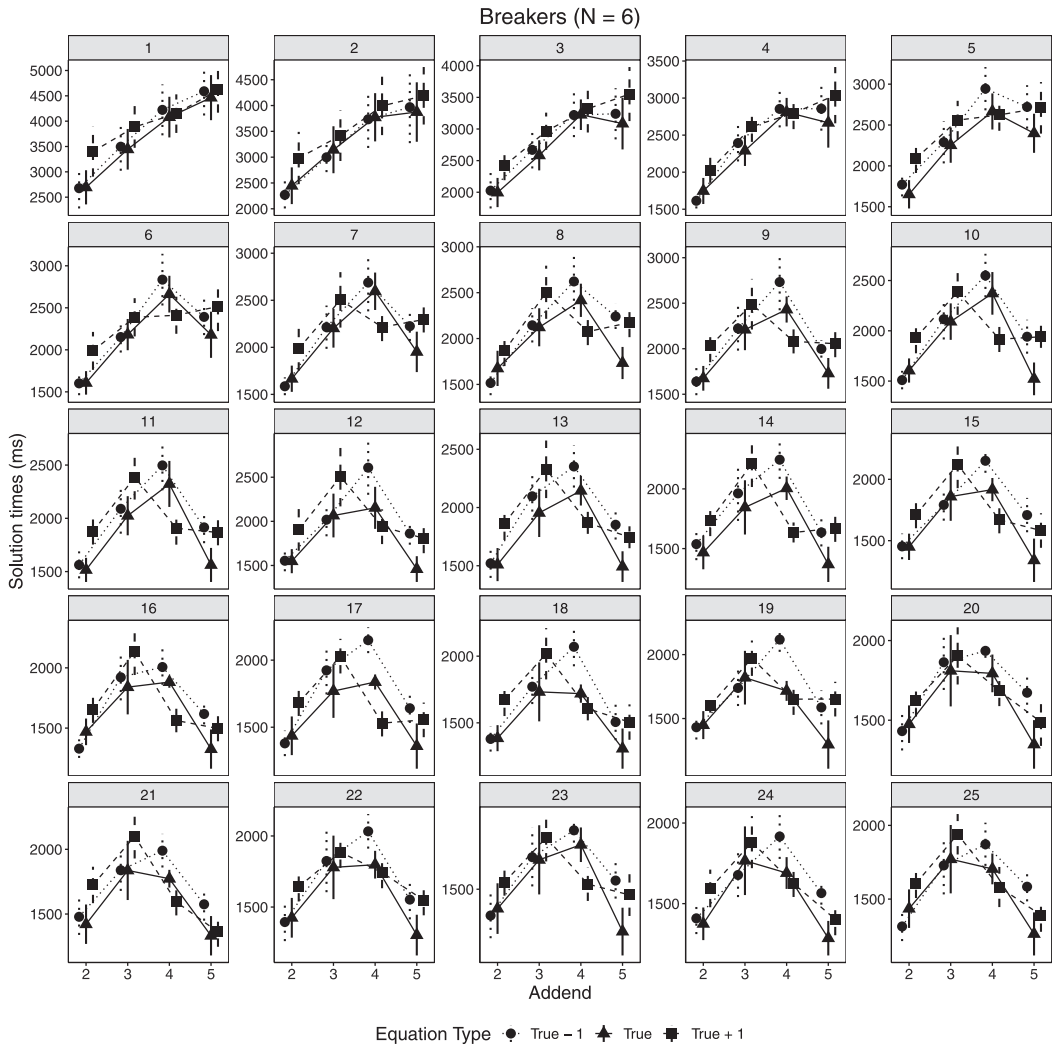 Breakers (N = 6)
1 2 3 4 5
5000 4500 4000 3500 3000 2500
4500 4000 3500 3000 2500 2000
4000 3500 3000 2500 2000
3500 3000 2500 2000 1500
3000 2500 2000 1500
6 7 8 9 10
3000 2500 2000 1500
3000 2500 2000 1500
3000 2500 2000 1500
3000 2500 2000 1500
2500 2000 1500
11 12 13 14 15
2500 2000 1500
2500 2000 1500
2500 2000 1500
2000 1500
2000 1500
16 17 18 19 20
2000 1500
2000 1500
2000 1500
2000 1500
2000 1500
21 22 23 24 25
2000 1500
2000 1500
1500
2000 1500
2000 1500
2 3 4 5
2 3 4 5
2 3 4 5
2 3 4 5
2 3 4 5
Solution times (ms)
Addend
Equation Type True − 1 True True + 1